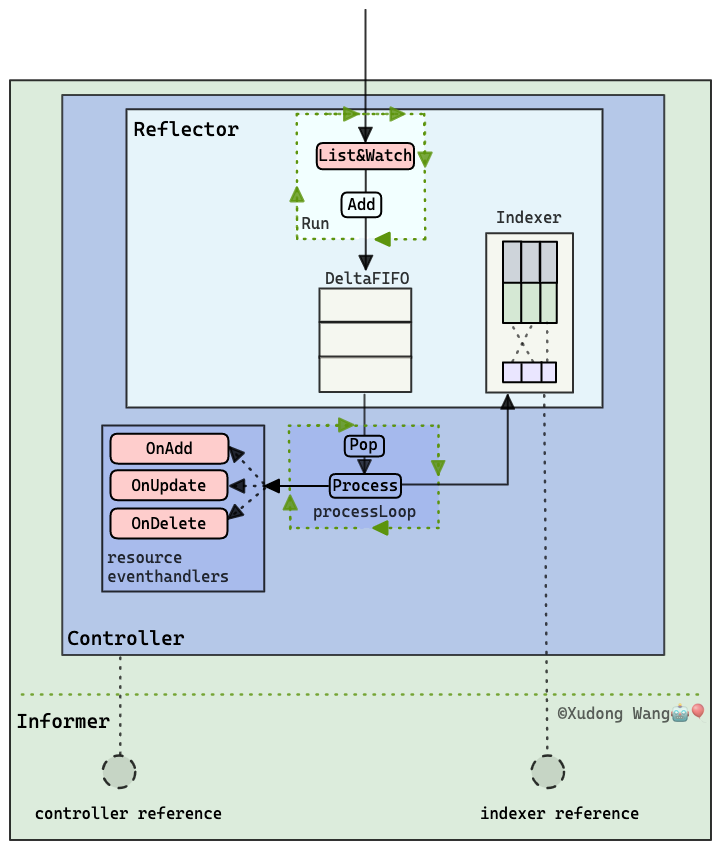 Reflector
List&Watch
Add
Run
DeltaFIFO
Indexer
Pop
Process
processLoop
OnAdd
OnUpdate
OnDelete
resource
eventhandlers
Controller
Informer
©Xudong Wang🤖🎈
controller reference
indexer reference